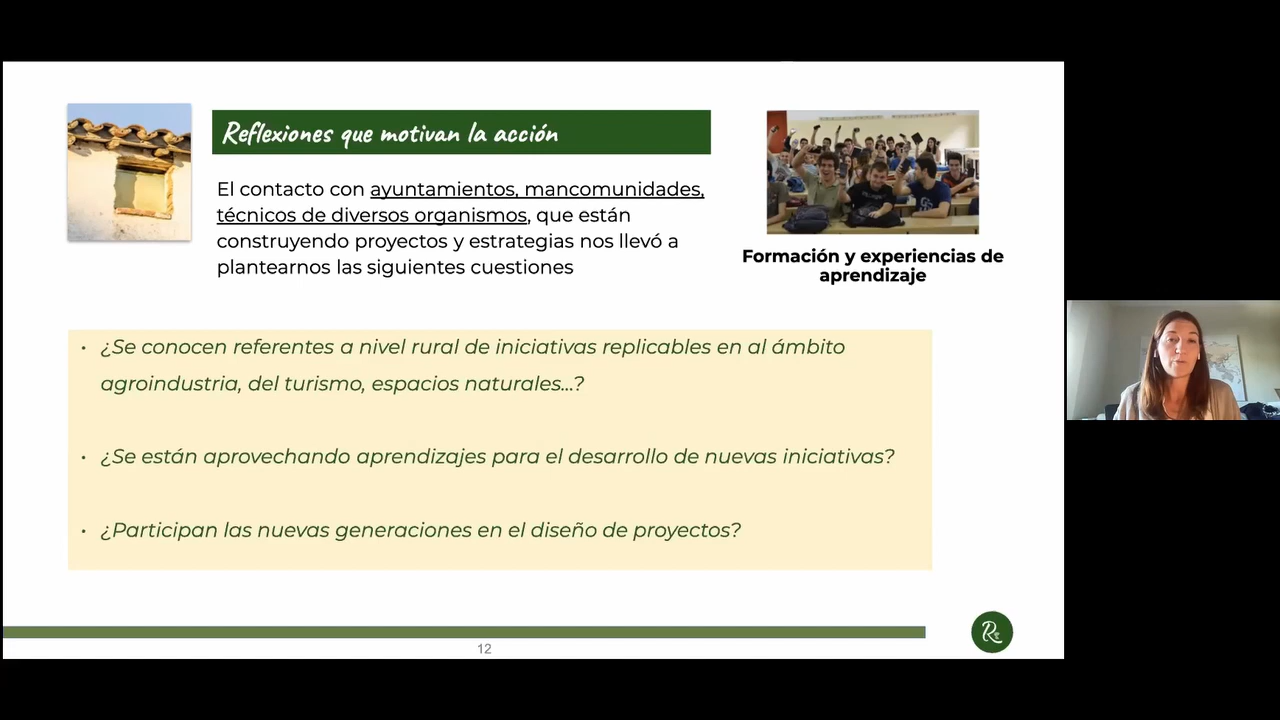 Reflexiones que motivan la acción
El contacto con ayuntamientos, mancomunidades,
técnicos de diversos organismos, que están
construyendo proyectos y estrategias nos llevó a
plantearnos las siguientes cuestiones
Formación y experiencias de
aprendizaje
• ¿Se conocen referentes a nivel rural de iniciativas replicables en al ámbito
agroindustria, del turismo, espacios naturales...?
• ¿Se están aprovechando aprendizajes para el desarrollo de nuevas iniciativas?
• ¿Participan las nuevas generaciones en el diseño de proyectos?
R
12